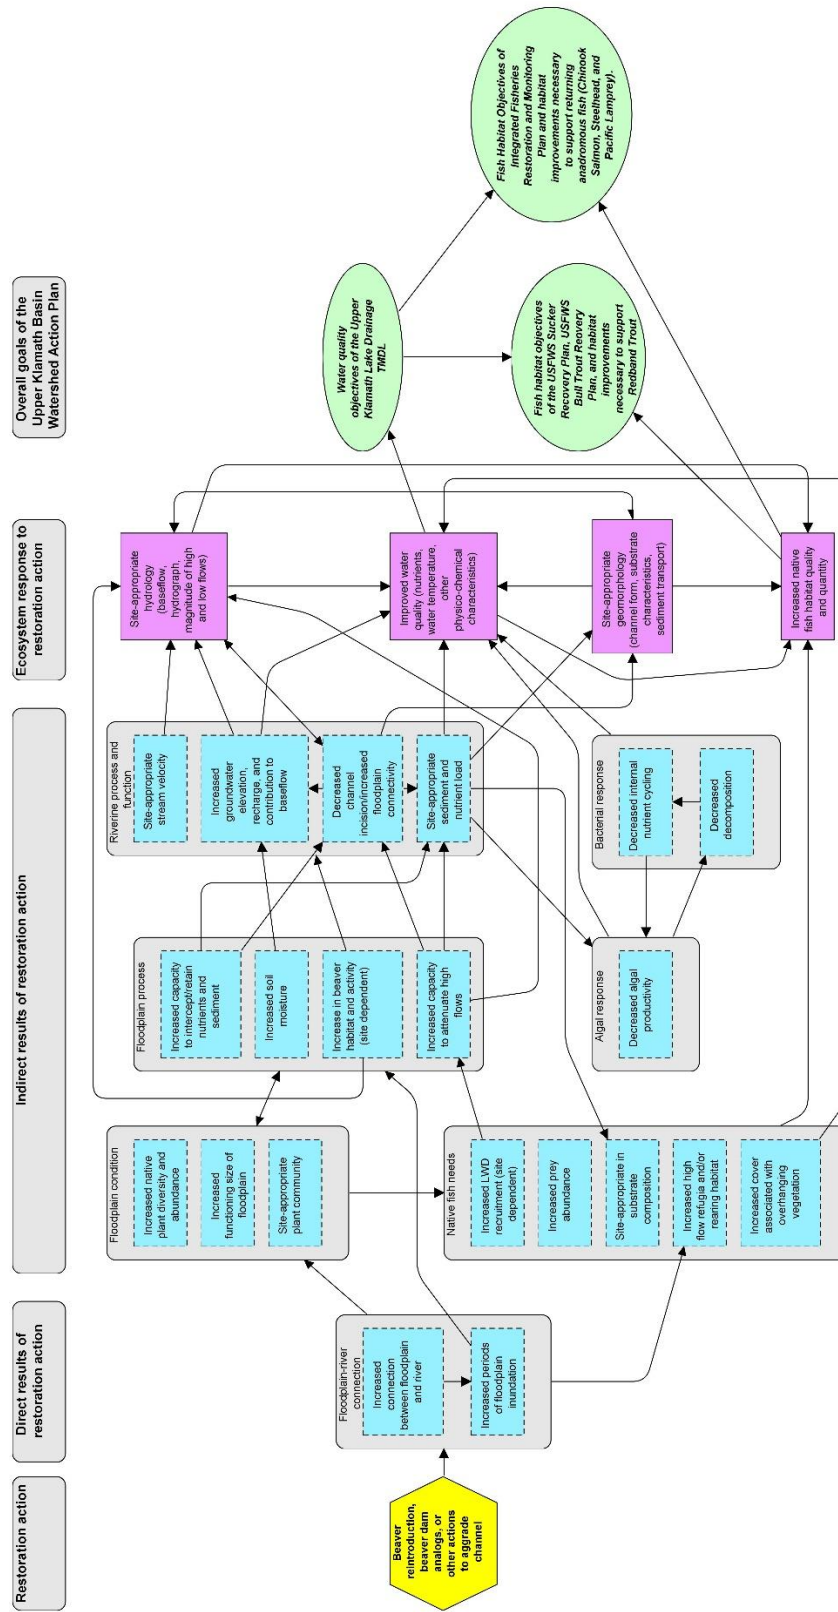 Restoration action
Direct results of
restoration action
Indirect results of restoration action
Ecosystem response to
restoration action
Overall goals of the
Upper Klamath Basin
Watershed Action Plan
Beaver
reintroduction,
beaver dam
analogs, or
other actions
to aggrade
channel
Floodplain-river
connection
Increased
connection
between floodplain
and river
Increased periods
of floodplain
inundation
Floodplain condition
Increased native
plant diversity and
abundance
Increased
functioning size of
floodplain
Site-appropriate
plant community
Native fish needs
Increased LWD
recruitment (site
dependent)
Increased prey
abundance
Site-appropriate in
substrate
composition
Increased high
flow refugia and/or
rearing habitat
Increased cover
associated with
overhanging
vegetation
Floodplain process
Increased capacity
to intercept/retain
nutrients and
sediment
Increased soil
moisture
Increase in beaver
habitat and activity
(site dependent)
Increased capacity
to attenuate high
flows
Algal response
Decreased algal
productivity
Riverine process and
function
Site-appropriate
stream velocity
Increased
groundwater
elevation,
recharge, and
contribution to
baseflow
Decreased
channel
incision/increased
floodplain
connectivity
Site-appropriate
sediment and
nutrient load
Bacterial response
Decreased internal
nutrient cycling
Decreased
decomposition
Site-appropriate
hydrology
(baseflow,
hydrograph,
magnitude of high
and low flows)
Improved water
quality (nutrients,
water temperature,
other
physico-chemical
characteristics)
Site-appropriate
geomorphology
(channel form, substrate
characteristics,
sediment transport)
Increased native
fish habitat quality
and quantity
Water quality
objectives of the Upper
Klamath Lake Drainage
TMDL
Fish habitat objectives
of the USFWS Sucker
Recovery Plan, USFWS
Bull Trout Recovery
Plan, and habitat
improvements
necessary to support
Redband Trout
Fish Habitat Objectives of
Integrated Fisheries
Restoration and Monitoring
Plan and habitat
improvements necessary
to support returning
anadromous fish (Chinook
Salmon, Steelhead, and
Pacific Lamprey).